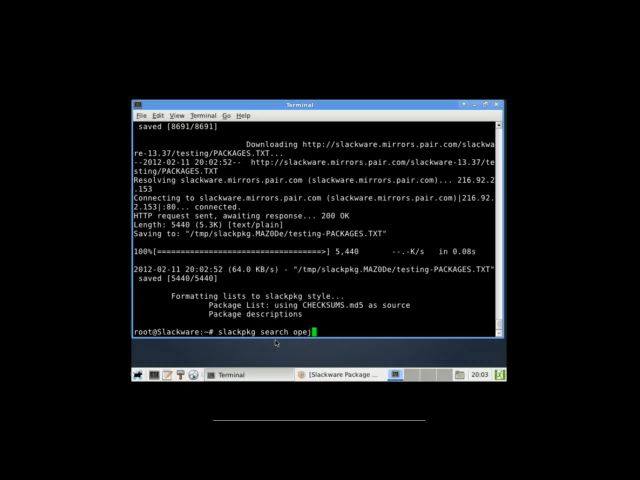 Terminal
File Edit View Terminal Go Help
saved [8691/8691]
Downloading http://slackware.mirrors.pair.com/slackwa
re-13.37/testing/PACKAGES.TXT...
--2012-02-11 20:02:52-- http://slackware.mirrors.pair.com/slackware-13.37/te
sting/PACKAGES.TXT
Resolving slackware.mirrors.pair.com (slackware.mirrors.pair.com)... 216.92.2
.153
Connecting to slackware.mirrors.pair.com (slackware.mirrors.pair.com)|216.92.
2.153|:80... connected.
HTTP request sent, awaiting response... 200 OK
Length: 5440 (5.3K) [text/plain]
Saving to: "/tmp/slackpkg.MAZ0De/testing-PACKAGES.TXT"
100%[==================================>] 5,440 --.-K/s in 0.08s
2012-02-11 20:02:52 (64.0 KB/s) - "/tmp/slackpkg.MAZ0De/testing-PACKAGES.TXT"
saved [5440/5440]
Formatting lists to slackpkg style...
Package List: using CHECKSUMS.md5 as source
Package descriptions
root@Slackware:~# slackpkg search opej
Terminal
[Slackware Package ...
20:03